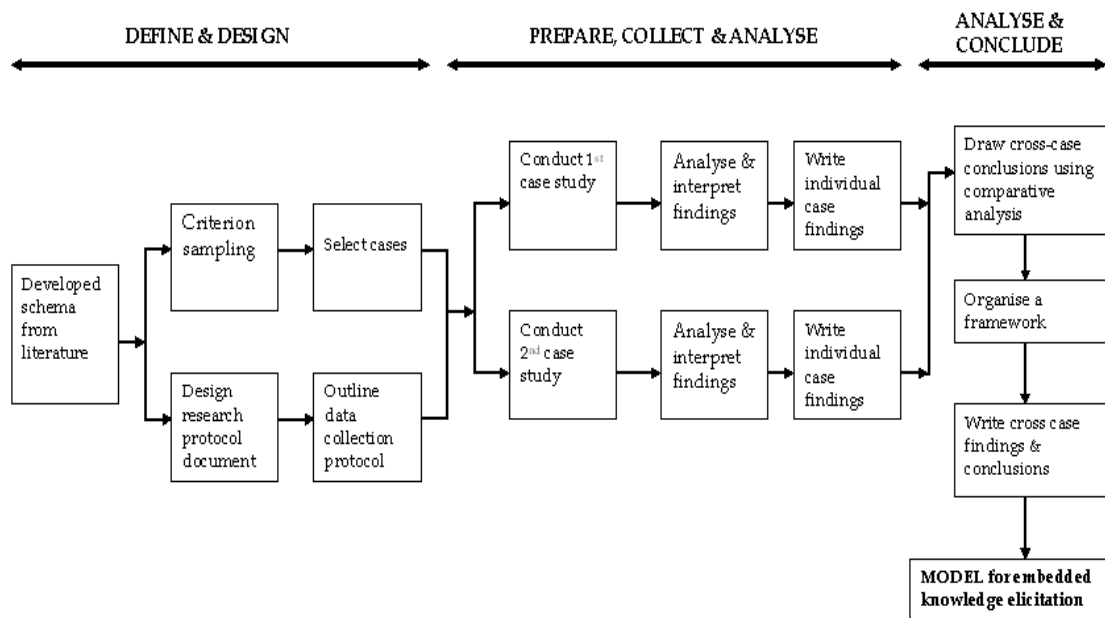 DEFINE & DESIGN
PREPARE, COLLECT & ANALYSE
ANALYSE &
CONCLUDE
Developed
schema
from
literature
Criterion
sampling
Select cases
Design
research
protocol
document
Outline
data
collection
protocol
Conduct 1st
case study
Analyse &
interpret
findings
Write
individual
case
findings
Conduct
2nd case
study
Analyse &
interpret
findings
Write
individual
case
findings
Draw cross-case
conclusions using
comparative
analysis
Organise a
framework
Write cross case
findings &
conclusions
MODEL for embedded
knowledge elicitation